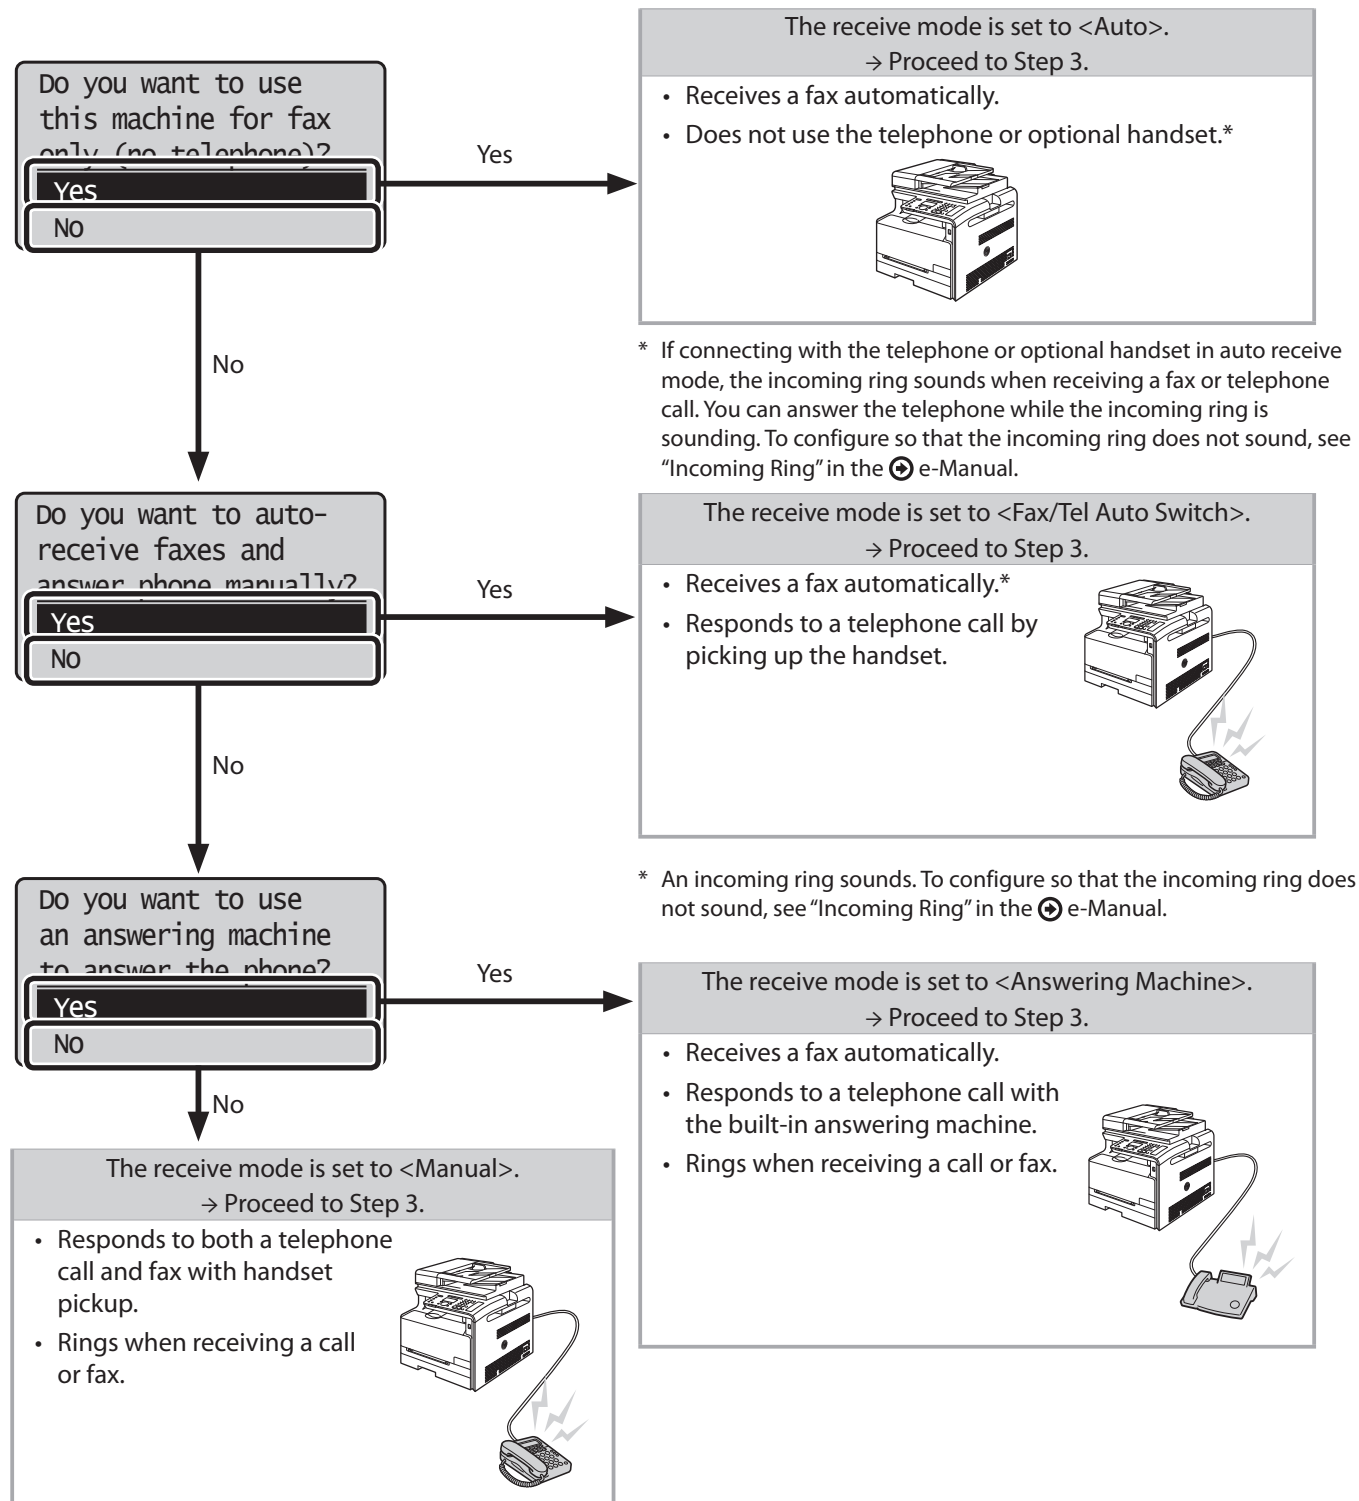 Do you want to use
this machine for fax
only (no telephone)?
Yes
No
Yes
The receive mode is set to <Auto>.
→ Proceed to Step 3.
• Receives a fax automatically.
• Does not use the telephone or optional handset.*
* If connecting with the telephone or optional handset in auto receive
mode, the incoming ring sounds when receiving a fax or telephone
call. You can answer the telephone while the incoming ring is
sounding. To configure so that the incoming ring does not sound, see
“Incoming Ring” in the e-Manual.
No
Do you want to auto-
receive faxes and
answer phone manually?
Yes
No
Yes
The receive mode is set to <Fax/Tel Auto Switch>.
→ Proceed to Step 3.
• Receives a fax automatically.*
• Responds to a telephone call by
picking up the handset.
* An incoming ring sounds. To configure so that the incoming ring does
not sound, see “Incoming Ring” in the e-Manual.
No
Do you want to use
an answering machine
to answer the phone?
Yes
No
Yes
The receive mode is set to <Answering Machine>.
→ Proceed to Step 3.
• Receives a fax automatically.
• Responds to a telephone call with
the built-in answering machine.
• Rings when receiving a call or fax.
No
The receive mode is set to <Manual>.
→ Proceed to Step 3.
• Responds to both a telephone
call and fax with handset
pickup.
• Rings when receiving a call
or fax.